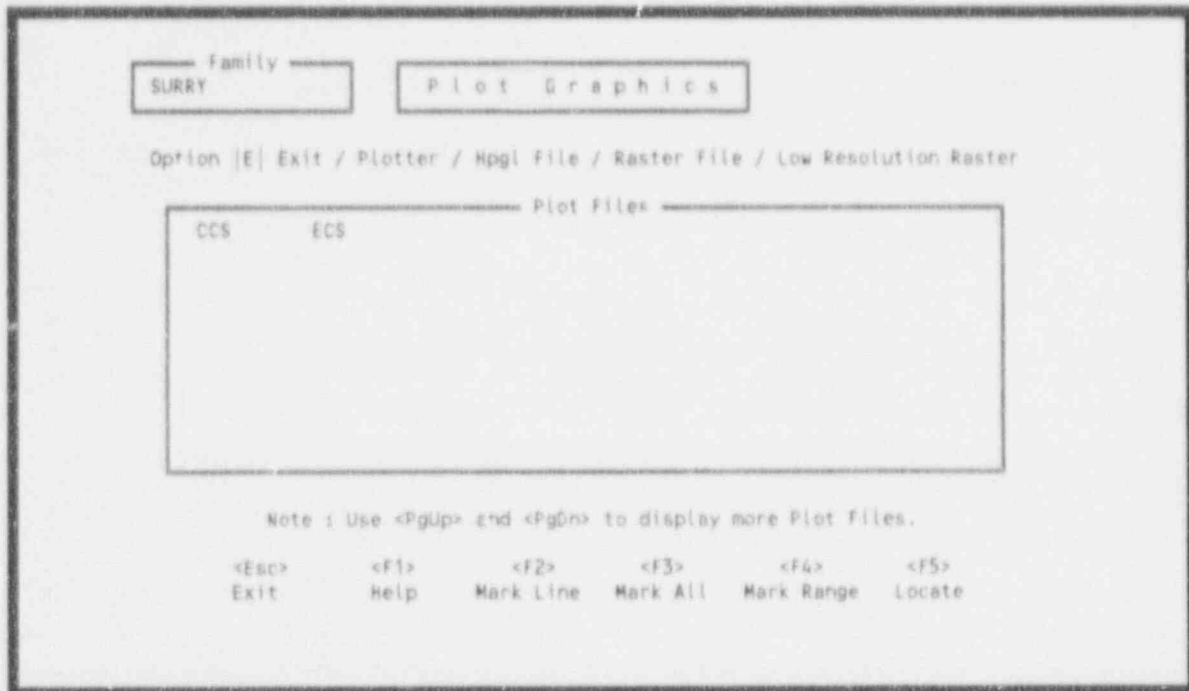 Family
SURRY
Plot Graphics
Option |E| Exit / Plotter / Hpgl File / Raster File / Low Resolution Raster
Plot Files
CCS ECS
Note : Use <PgUp> and <PgDn> to display more Plot Files.
<Esc> <F1> <F2> <F3> <F4> <F5>
Exit Help Mark Line Mark All Mark Range Locate